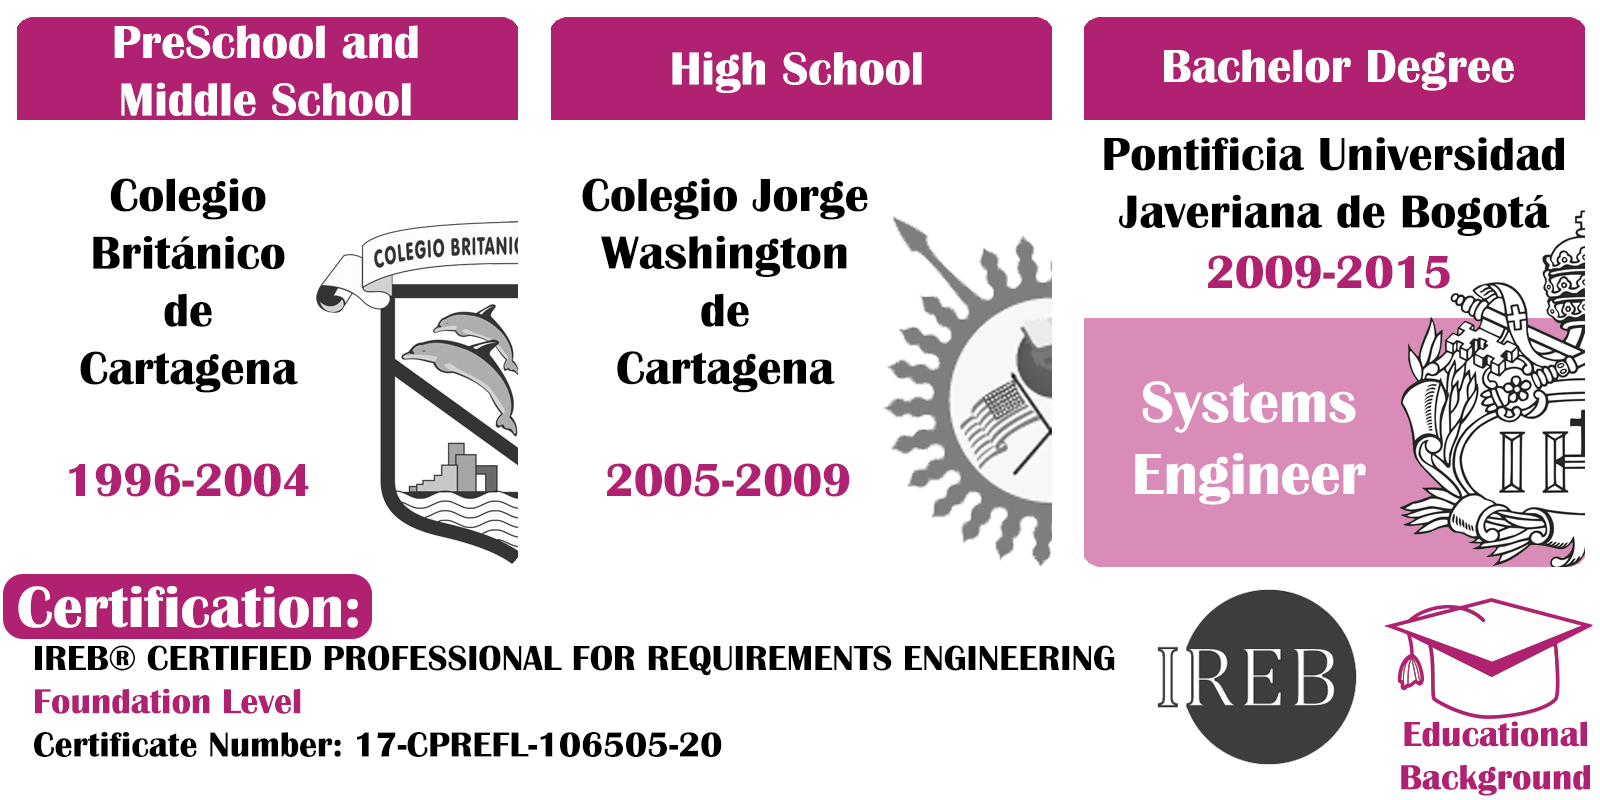 PreSchool and
Middle School
Colegio
Británico
de
Cartagena
1996-2004
COLEGIO BRITANIC
High School
Colegio Jorge
Washington
de
Cartagena
2005-2009
Bachelor Degree
Pontificia Universidad
Javeriana de Bogotá
2009-2015
Systems
Engineer
Certification:
IREB® CERTIFIED PROFESSIONAL FOR REQUIREMENTS ENGINEERING
Foundation Level
Certificate Number: 17-CPREFL-106505-20
IREB
Educational
Background